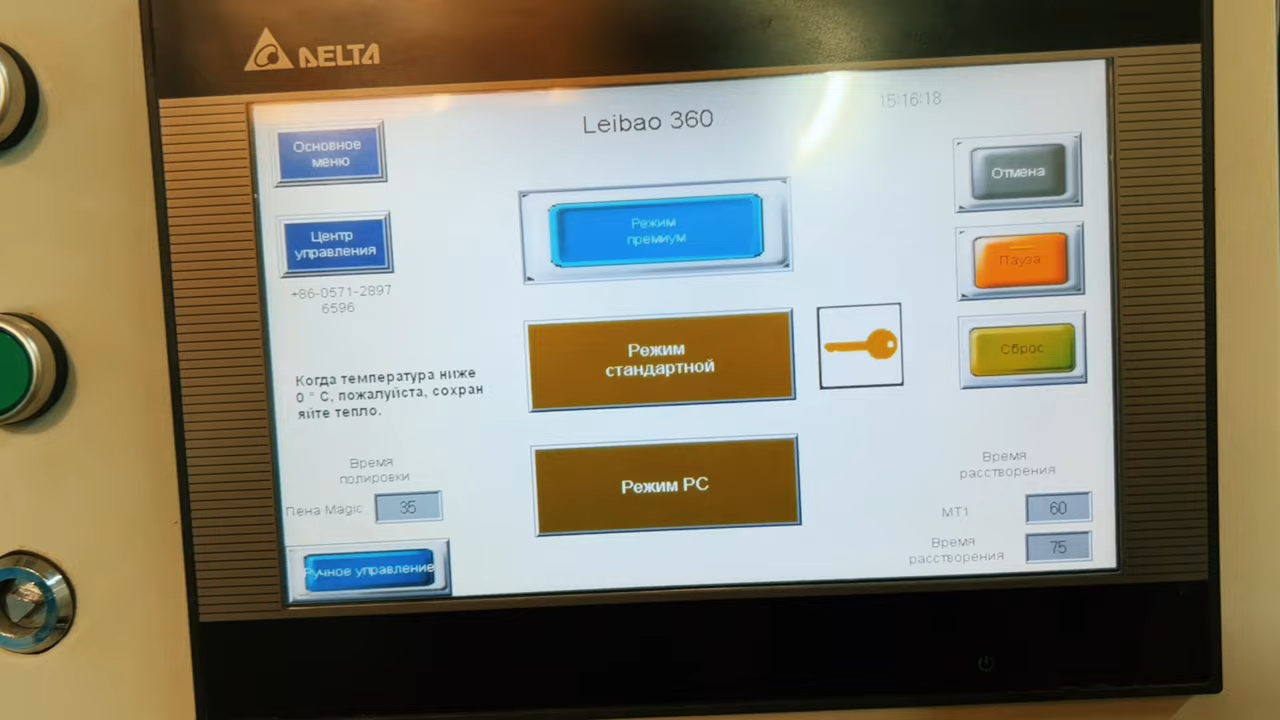 DELTA
Leibao 360
15:16:18
Основное
меню
Режим
премиум
Отмена
Центр
управления
+86-0571-2897
6596
Пауза
Режим
стандартной
Сброс
Когда температура ниже
0 ° C, пожалуйста, сохран
яйте тепло.
Режим PC
Время
полировки
Пена Magic 35
Ручное управление
Время
расстворения
MT1 60
Время
расстворения 75